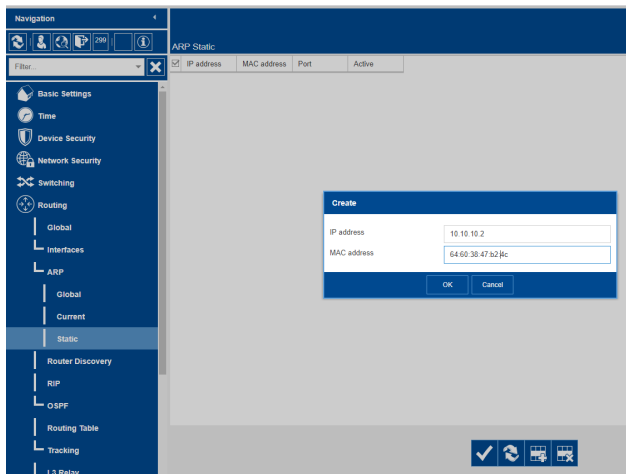 Navigation
299
ARP Static
Filter...
IP address MAC address Port Active
Basic Settings
Time
Device Security
Network Security
Switching
Routing
Global
Interfaces
ARP
Global
Current
Static
Router Discovery
RIP
OSPF
Routing Table
Tracking
L3 Relay
Create
IP address 10.10.10.2
MAC address 64:60:38:47:b2:4c
OK Cancel